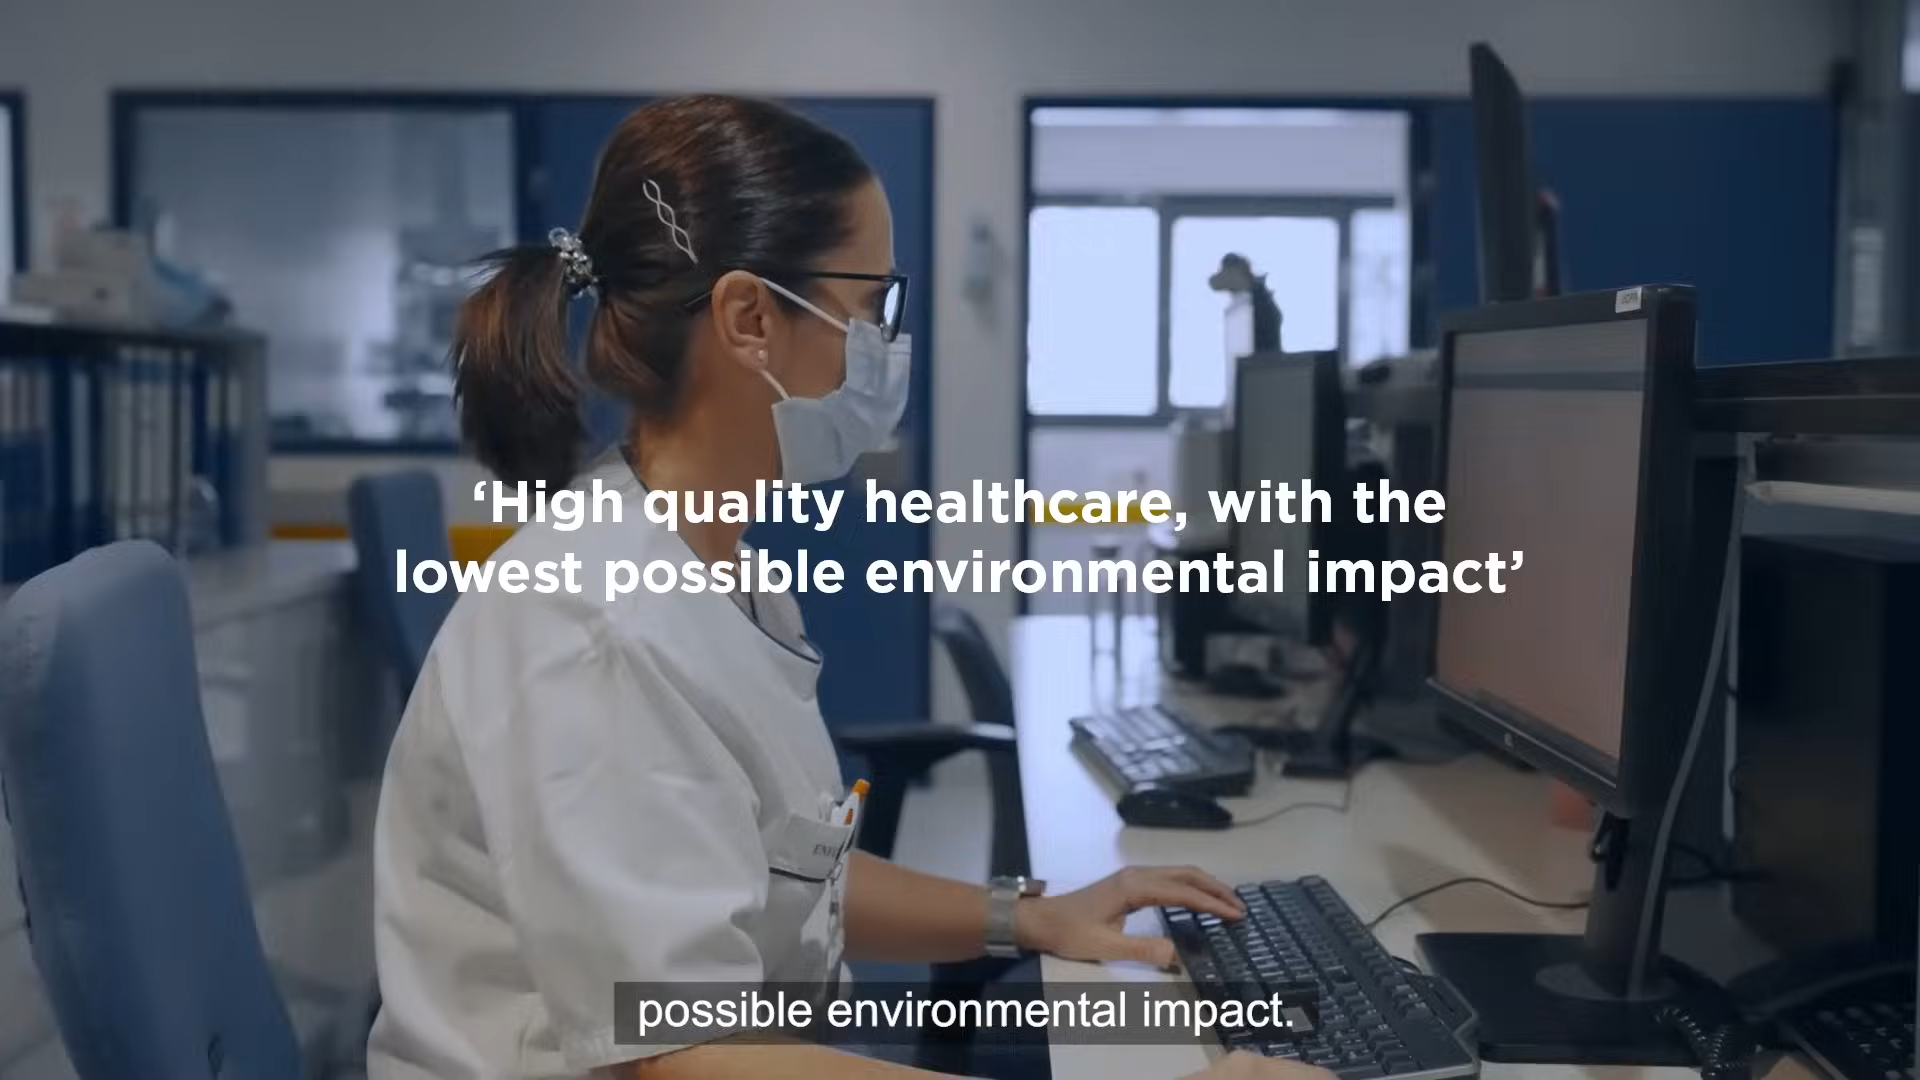 ‘High quality healthcare, with the
lowest possible environmental impact’
possible environmental impact.